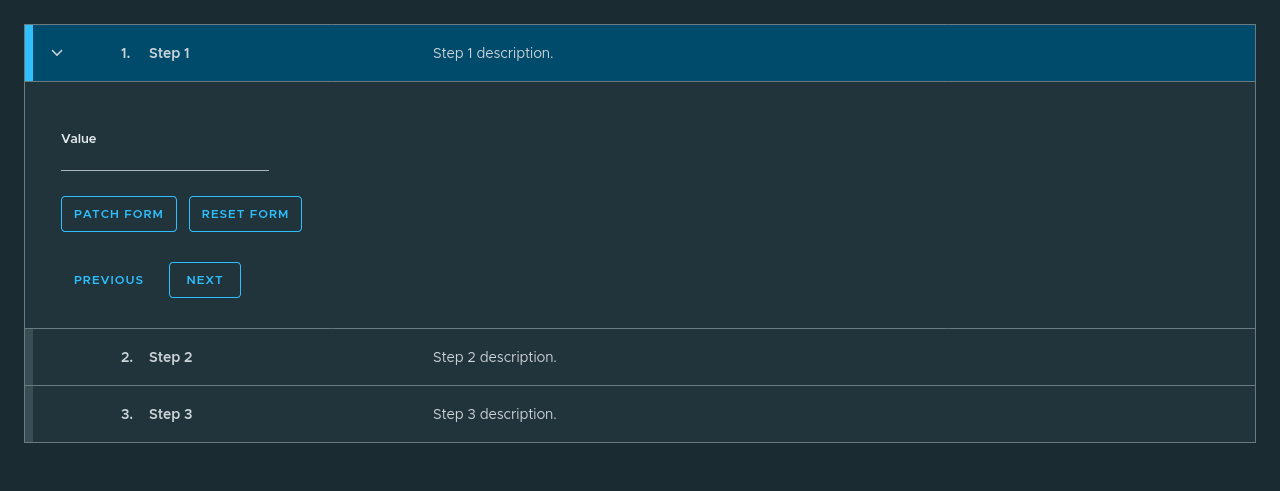 1. Step 1 Step 1 description.
Value
PATCH FORM RESET FORM
PREVIOUS NEXT
2. Step 2 Step 2 description.
3. Step 3 Step 3 description.